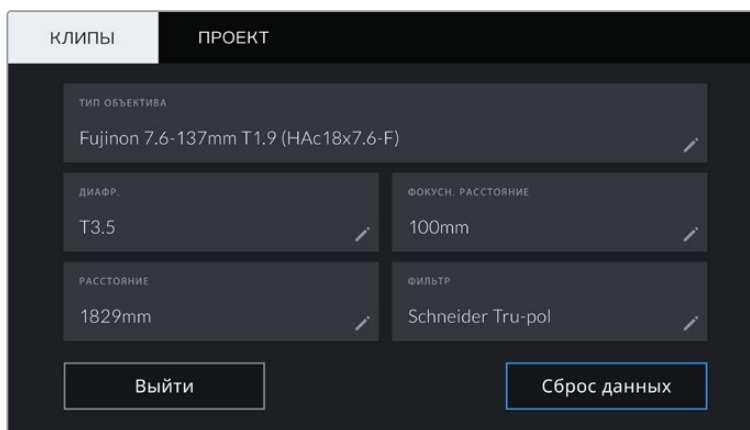 КЛИПЫ ПРОЕКТ
ТИП ОБЪЕКТИВА
Fujinon 7.6-137mm T1.9 (HAc18x7.6-F)
ДИАФР. ФОКУСН. РАССТОЯНИЕ
T3.5 100mm
РАССТОЯНИЕ ФИЛЬТР
1829mm Schneider Tru-pol
Выйти Сброс данных